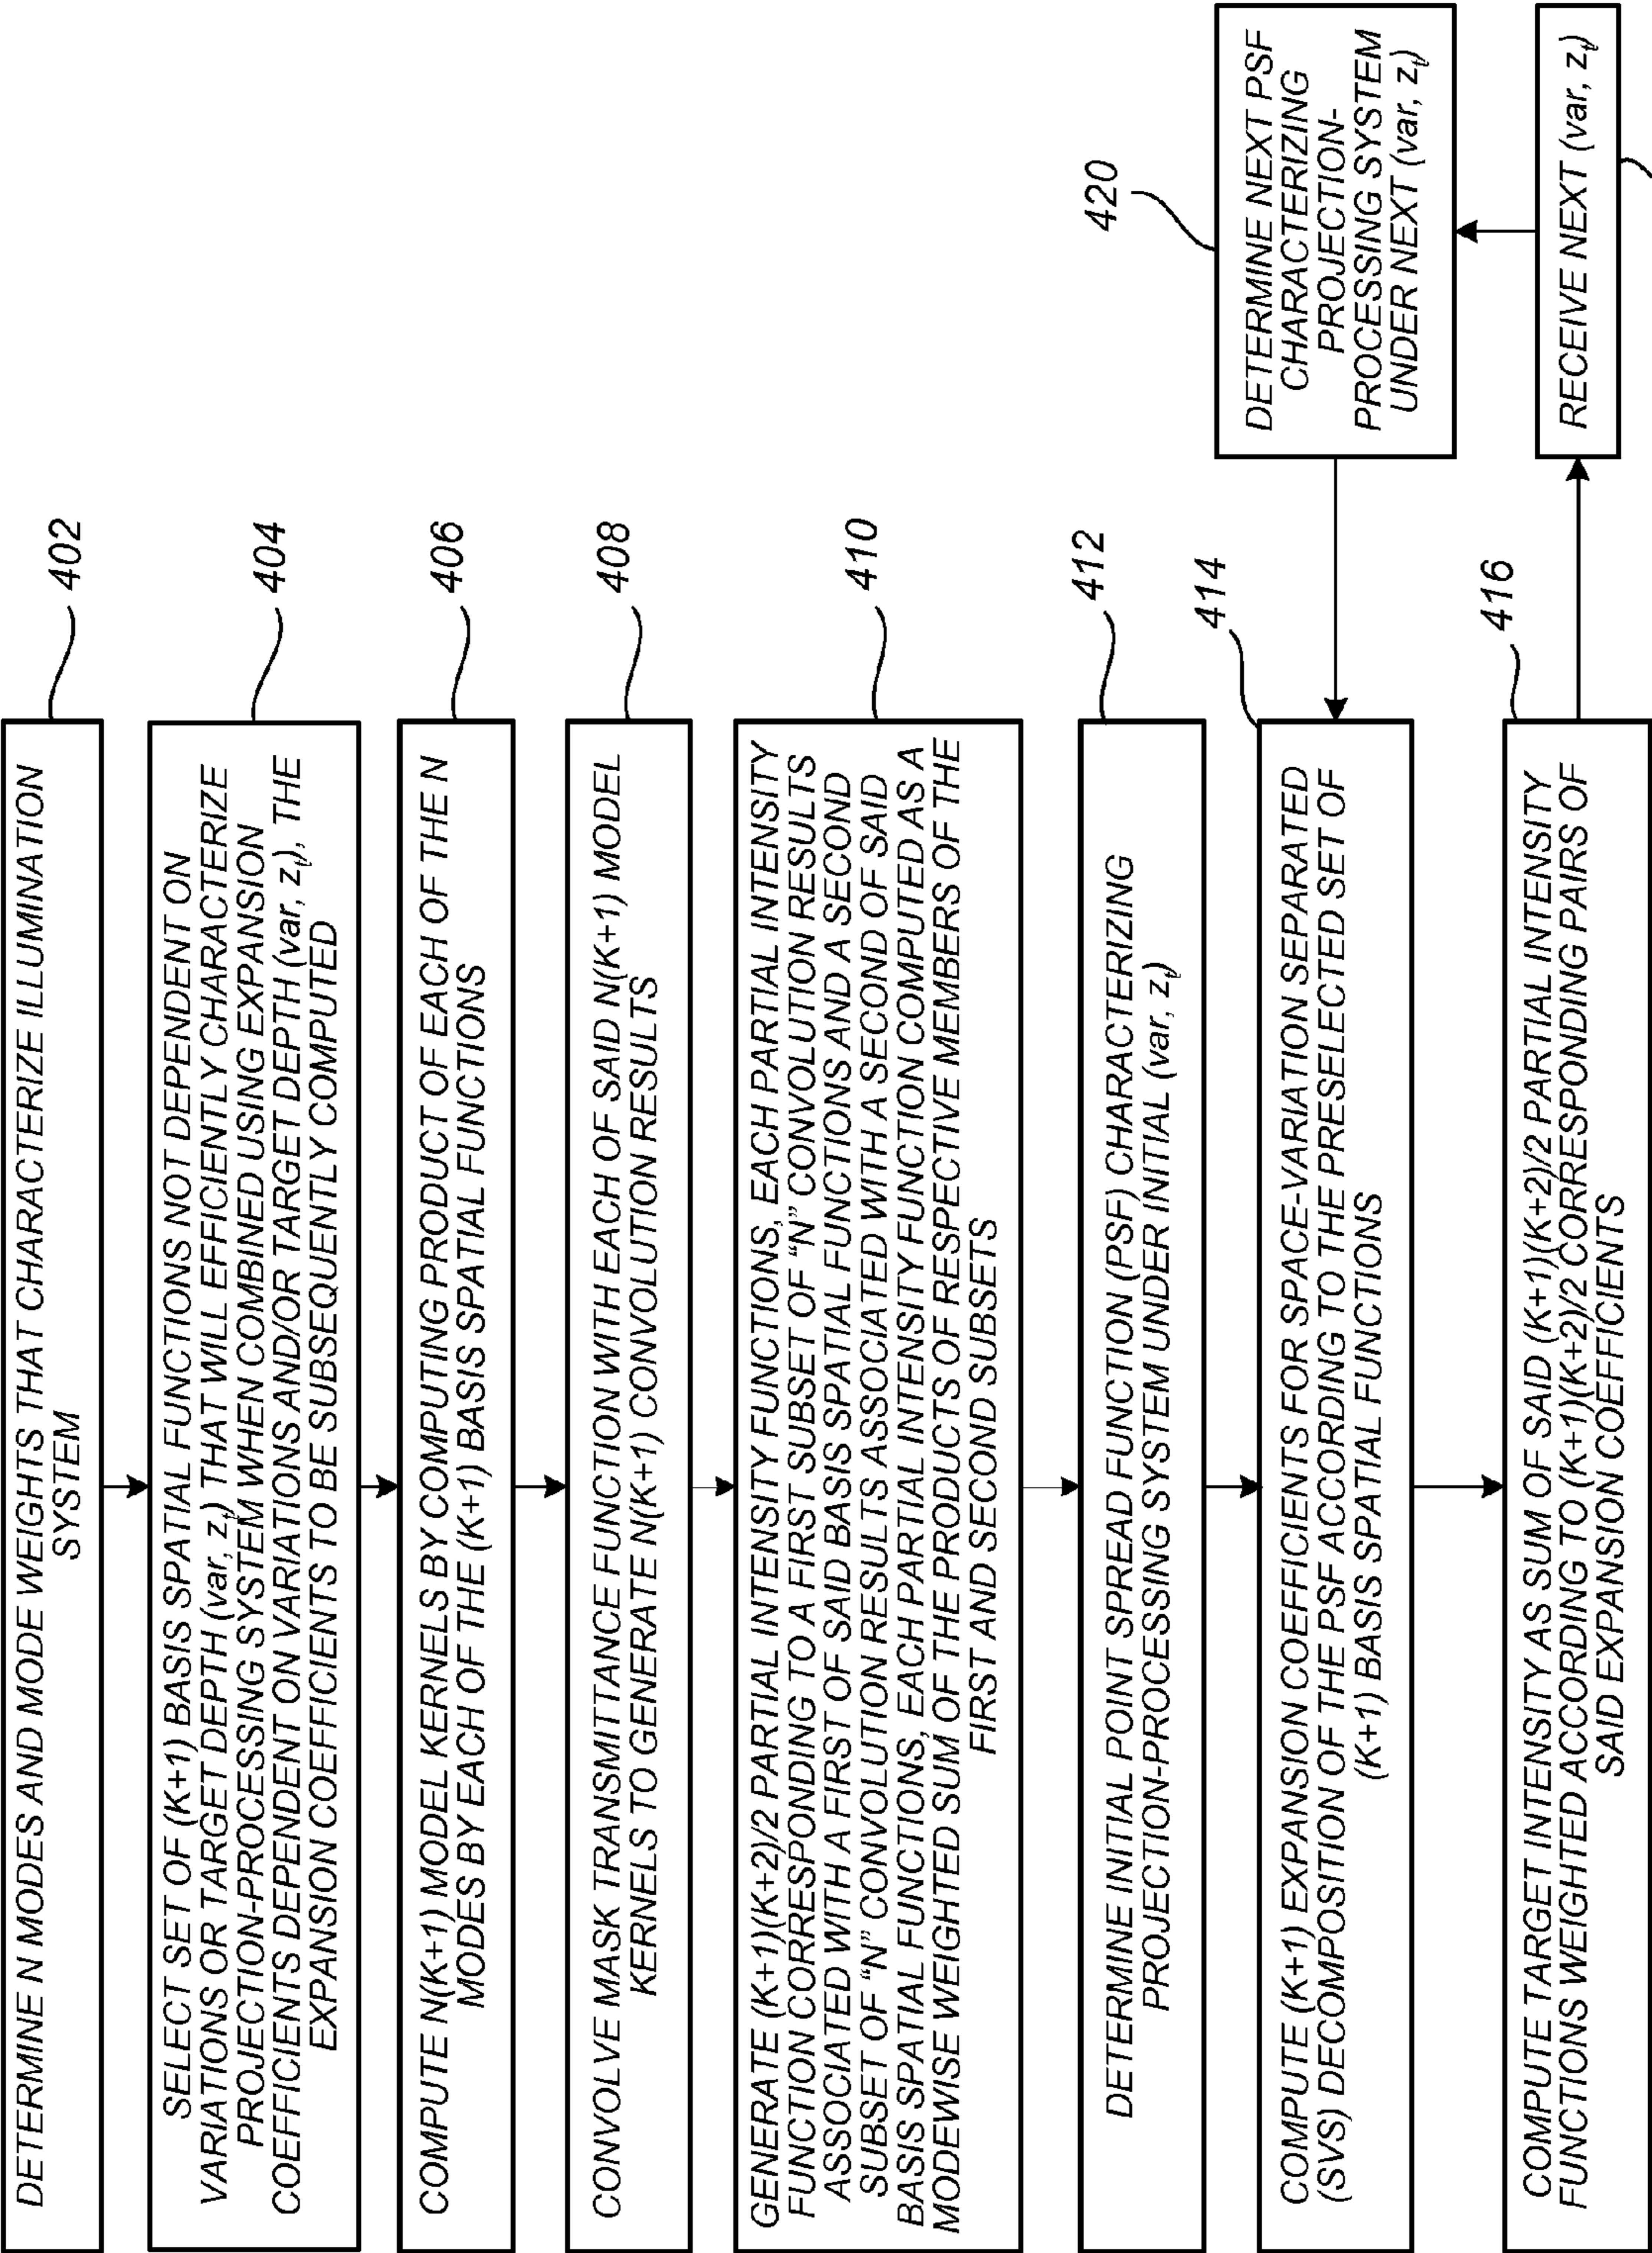 DETERMINE N MODES AND MODE WEIGHTS THAT CHARACTERIZE ILLUMINATION
SYSTEM
402
SELECT SET OF (K+1) BASIS SPATIAL FUNCTIONS NOT DEPENDENT ON
VARIATIONS OR TARGET DEPTH (var, zt) THAT WILL EFFICIENTLY CHARACTERIZE
PROJECTION-PROCESSING SYSTEM WHEN COMBINED USING EXPANSION
COEFFICIENTS DEPENDENT ON VARIATIONS AND/OR TARGET DEPTH (var, zt), THE
EXPANSION COEFFICIENTS TO BE SUBSEQUENTLY COMPUTED
404
COMPUTE N(K+1) MODEL KERNELS BY COMPUTING PRODUCT OF EACH OF THE N
MODES BY EACH OF THE (K+1) BASIS SPATIAL FUNCTIONS
406
CONVOLVE MASK TRANSMITTANCE FUNCTION WITH EACH OF SAID N(K+1) MODEL
KERNELS TO GENERATE N(K+1) CONVOLUTION RESULTS
408
GENERATE (K+1)(K+2)/2 PARTIAL INTENSITY FUNCTIONS, EACH PARTIAL INTENSITY
FUNCTION CORRESPONDING TO A FIRST SUBSET OF "N" CONVOLUTION RESULTS
ASSOCIATED WITH A FIRST OF SAID BASIS SPATIAL FUNCTIONS AND A SECOND
SUBSET OF "N" CONVOLUTION RESULTS ASSOCIATED WITH A SECOND OF SAID
BASIS SPATIAL FUNCTIONS, EACH PARTIAL INTENSITY FUNCTION COMPUTED AS A
MODEWISE WEIGHTED SUM OF THE PRODUCTS OF RESPECTIVE MEMBERS OF THE
FIRST AND SECOND SUBSETS
410
DETERMINE INITIAL POINT SPREAD FUNCTION (PSF) CHARACTERIZING
PROJECTION-PROCESSING SYSTEM UNDER INITIAL (var, zt)
412
COMPUTE (K+1) EXPANSION COEFFICIENTS FOR SPACE-VARIATION SEPARATED
(SVS) DECOMPOSITION OF THE PSF ACCORDING TO THE PRESELECTED SET OF
(K+1) BASIS SPATIAL FUNCTIONS
414
COMPUTE TARGET INTENSITY AS SUM OF SAID (K+1)(K+2)/2 PARTIAL INTENSITY
FUNCTIONS WEIGHTED ACCORDING TO (K+1)(K+2)/2 CORRESPONDING PAIRS OF
SAID EXPANSION COEFFICIENTS
416
RECEIVE NEXT (var, zt)
DETERMINE NEXT PSF
CHARACTERIZING
PROJECTION-
PROCESSING SYSTEM
UNDER NEXT (var, zt)
420